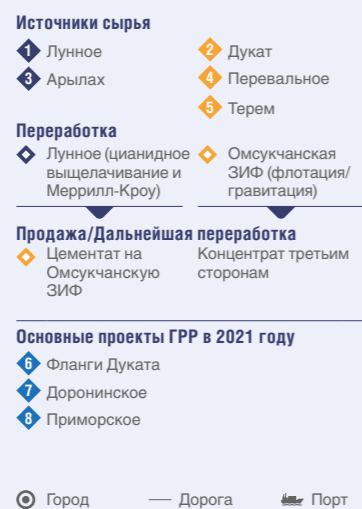 Источники сырья
1 Лунное
2 Дукат
3 Арылах
4 Перевальное
5 Терем
Переработка
Лунное (цианидное
выщелачивание и
Меррилл-Кроу)
Омсукчанская
ЗИФ (флотация/
гравитация)
Продажа/Дальнейшая переработка
Цементат на
Омсукчанскую
ЗИФ
Концентрат третьим
сторонам
Основные проекты ГРР в 2021 году
6 Фланги Дуката
7 Доронинское
8 Приморское
Город
Дорога
Порт